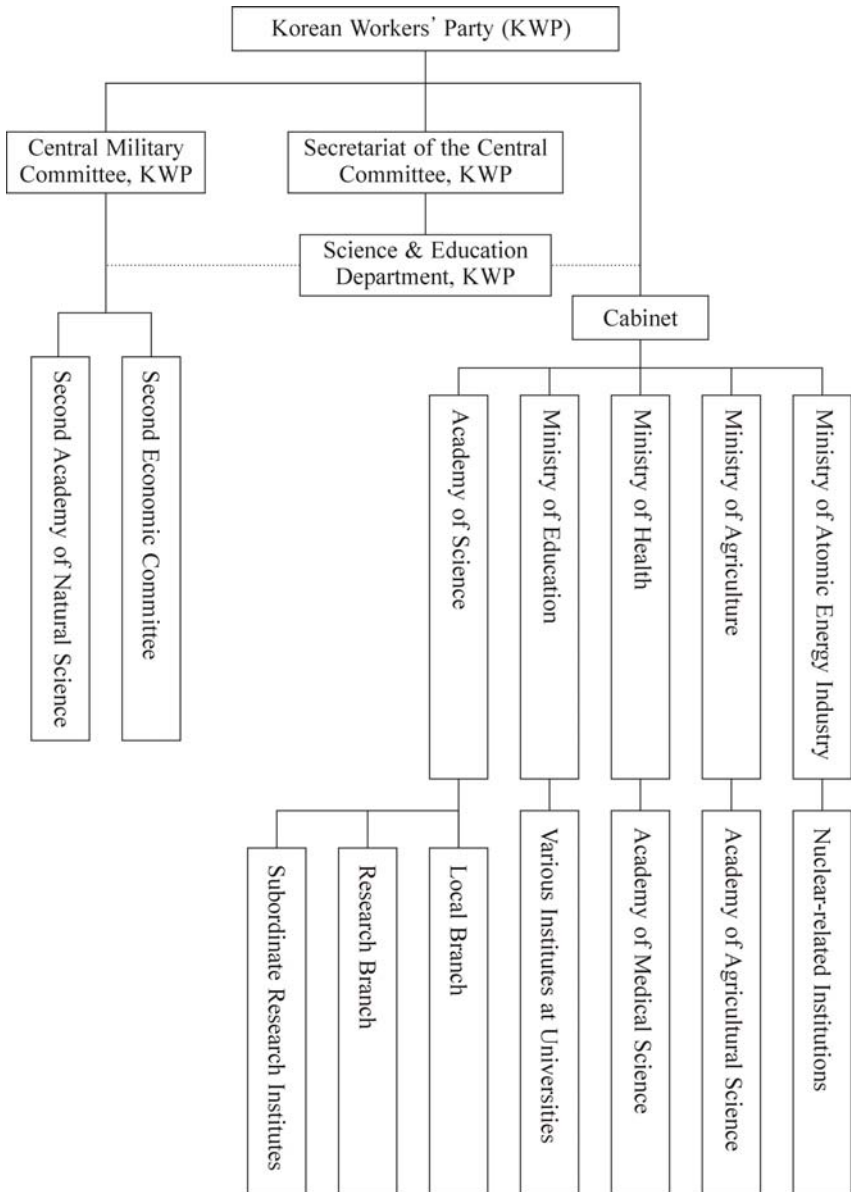 Korean Workers’ Party (KWP)
Central Military
Committee, KWP
Secretariat of the Central
Committee, KWP
Science & Education
Department, KWP
Cabinet
Second Academy of Natural Science
Second Economic Committee
Academy of Science
Ministry of Education
Ministry of Health
Ministry of Agriculture
Ministry of Atomic Energy Industry
Subordinate Research Institutes
Research Branch
Local Branch
Various Institutes at Universities
Academy of Medical Science
Academy of Agricultural Science
Nuclear-related Institutions